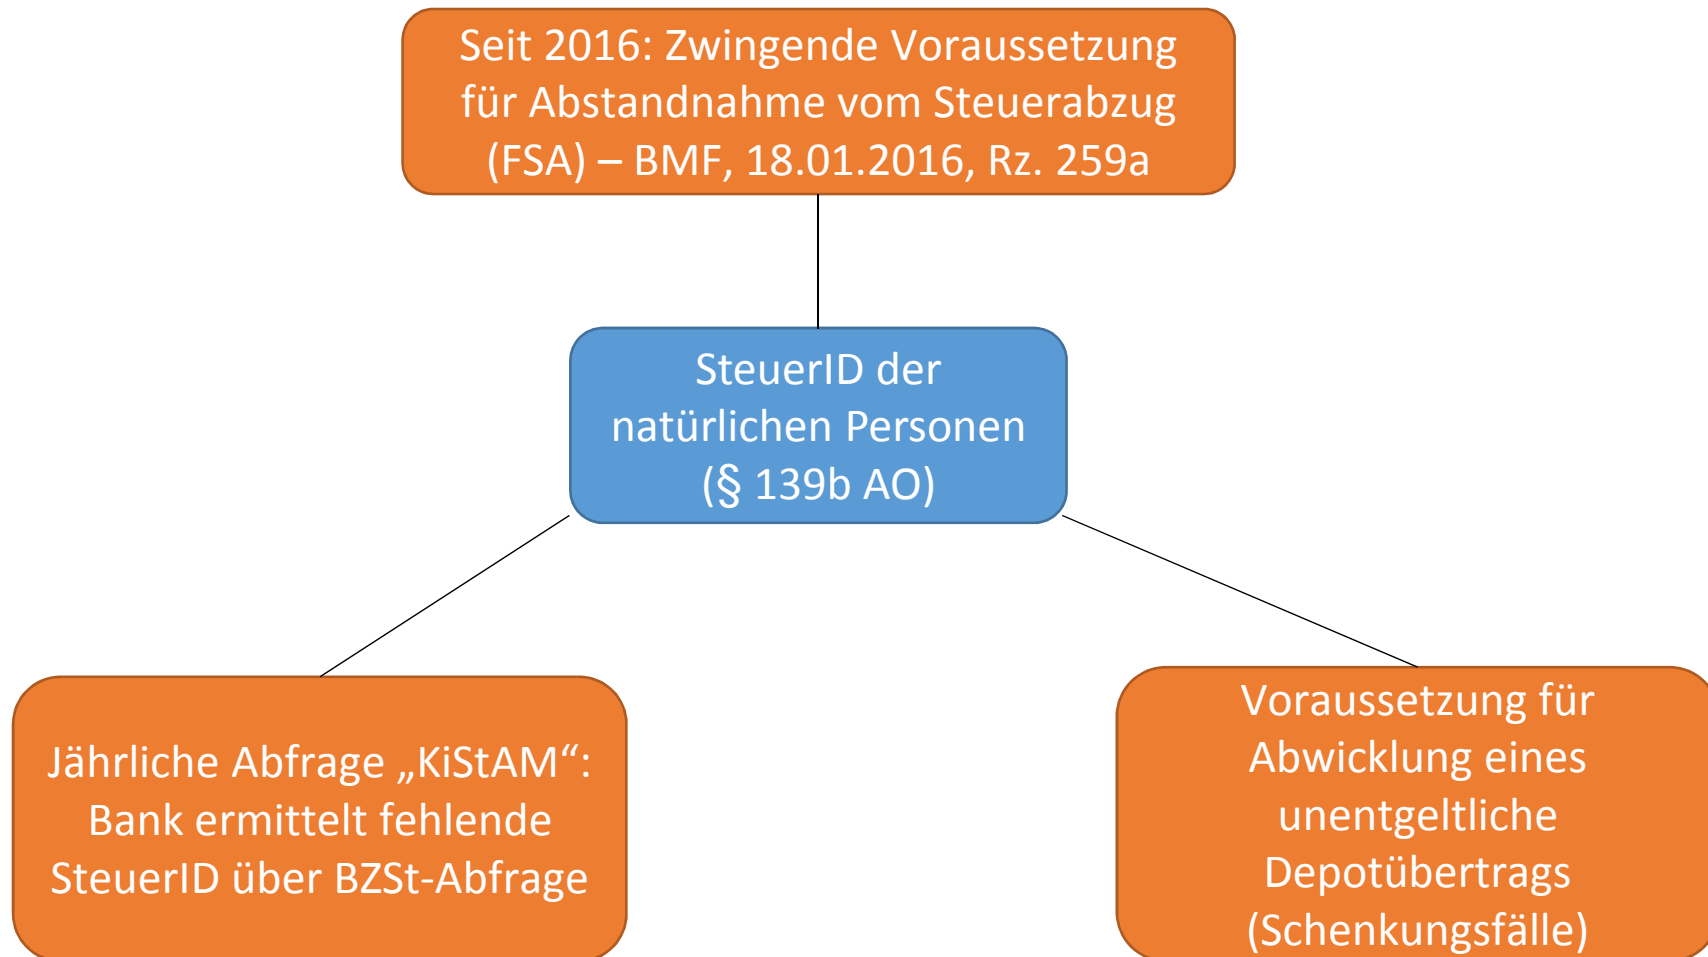 Seit 2016: Zwingende Voraussetzung
für Abstandnahme vom Steuerabzug
(FSA) – BMF, 18.01.2016, Rz. 259a
SteuerID der
natürlichen Personen
(§ 139b AO)
Jährliche Abfrage „KiStAM“:
Bank ermittelt fehlende
SteuerID über BZSt-Abfrage
Voraussetzung für
Abwicklung eines
unentgeltliche
Depotübertrags
(Schenkungsfälle)